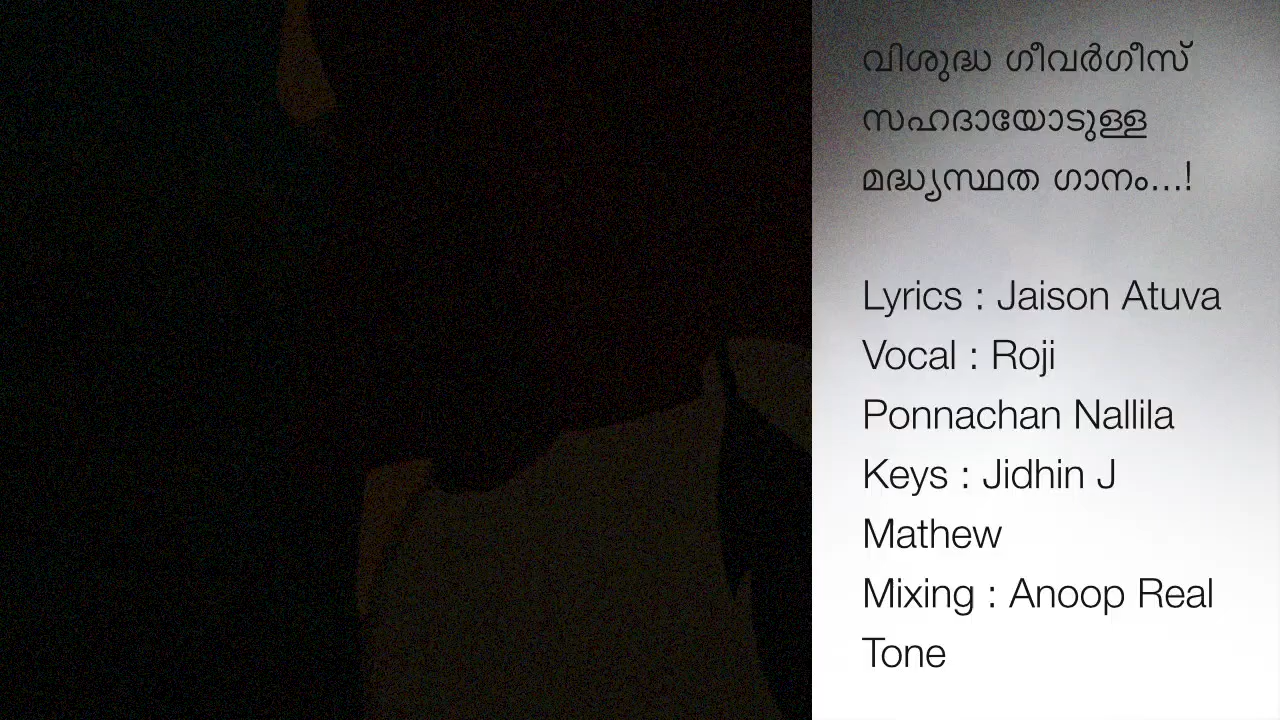 വിശുദ്ധ ഗീവർഗീസ്
സഹദായോടുള്ള
മദ്ധ്യസ്ഥത ഗാനം...!
Lyrics : Jaison Atuva
Vocal : Roji
Ponnachan Nallila
Keys : Jidhin J
Mathew
Mixing : Anoop Real
Tone